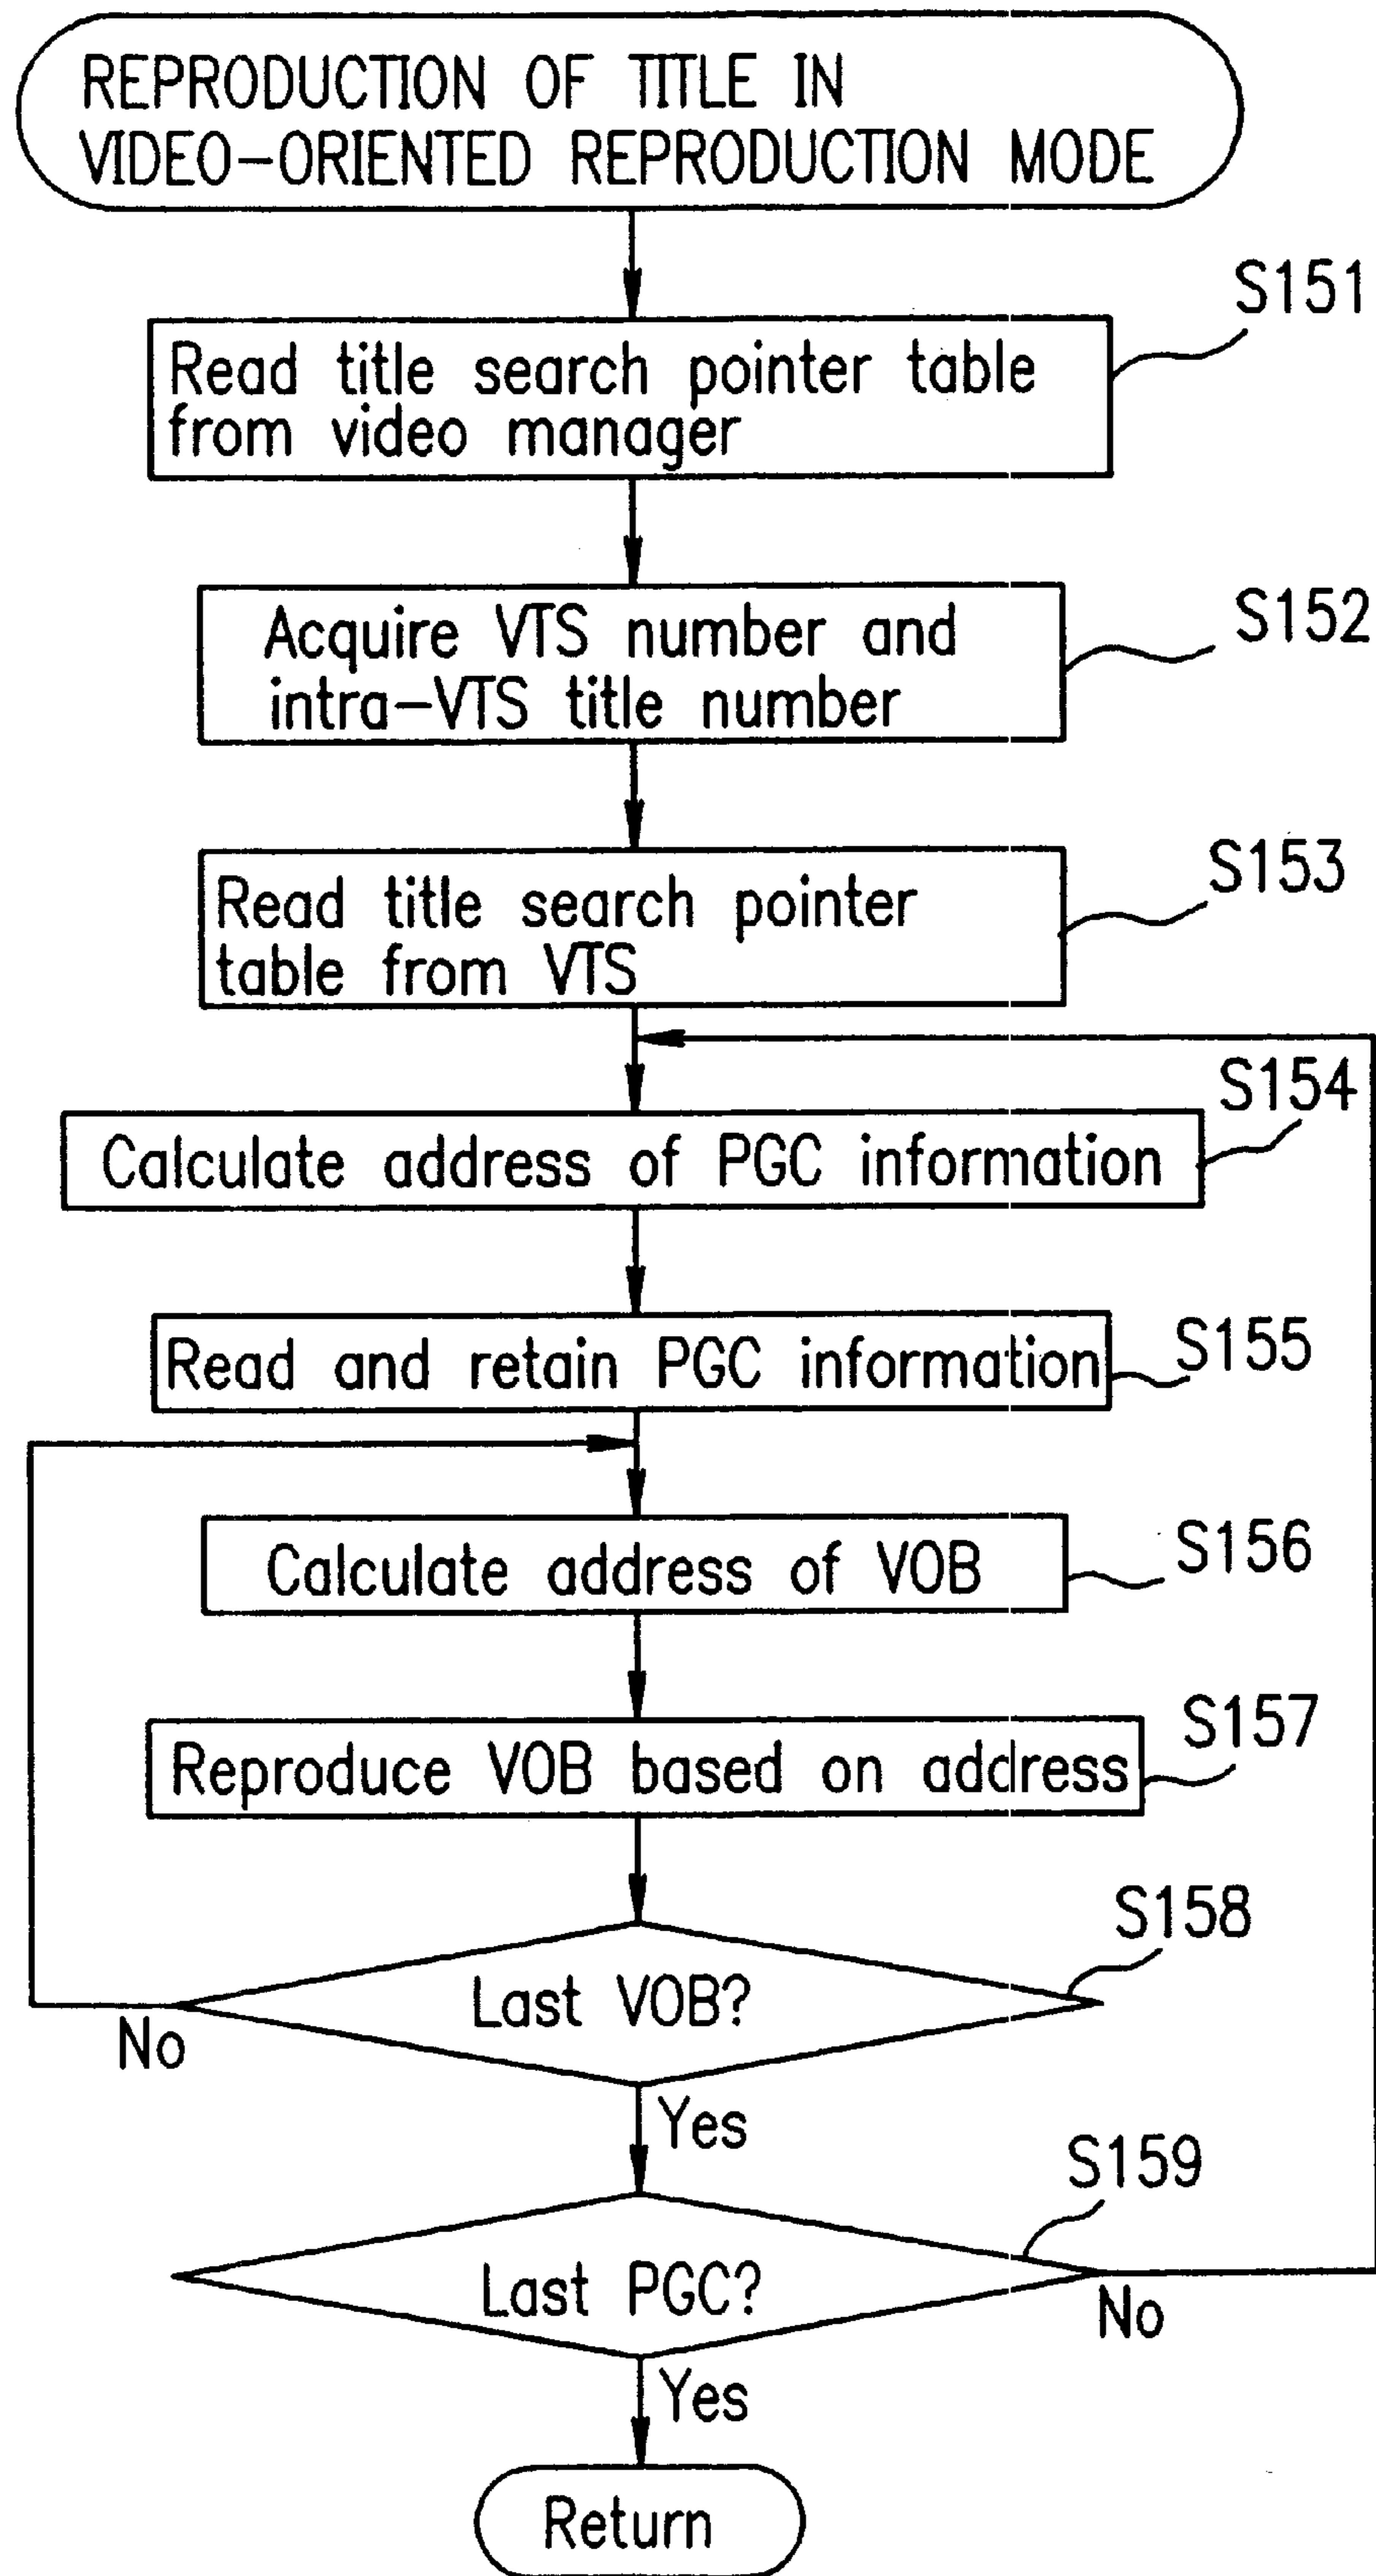 REPRODUCTION OF TITLE IN
VIDEO-ORIENTED REPRODUCTION MODE
S151
Read title search pointer table
from video manager
S152
Acquire VTS number and
intra-VTS title number
S153
Read title search pointer
table from VTS
S154
Calculate address of PGC information
S155
Read and retain PGC information
S156
Calculate address of VOB
S157
Reproduce VOB based on address
S158
Last VOB?
No
Yes
S159
Last PGC?
No
Yes
Return